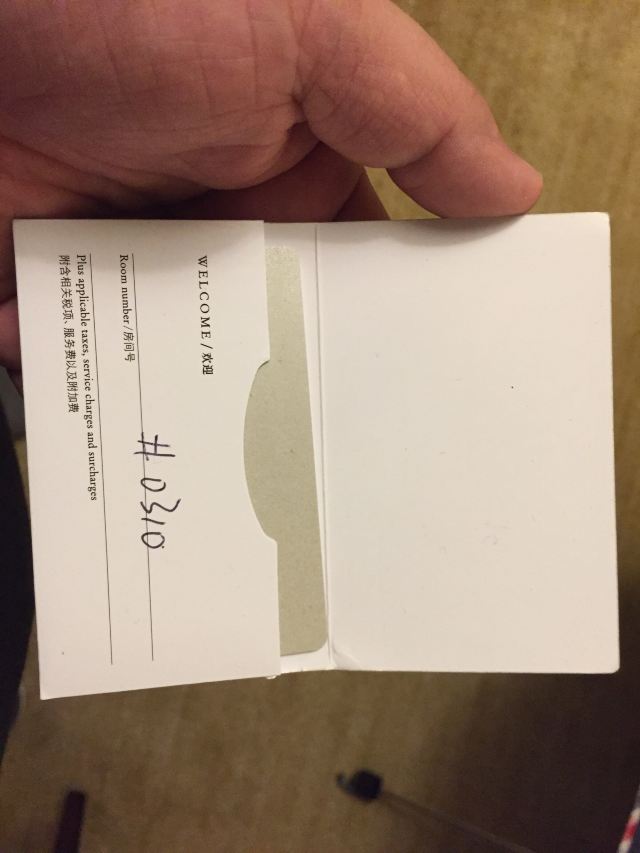 WELCOME / 欢迎
Room number / 房间号 # 0310
Plus applicable taxes, service charges and surcharges
附含相关税项、服务费以及附加费